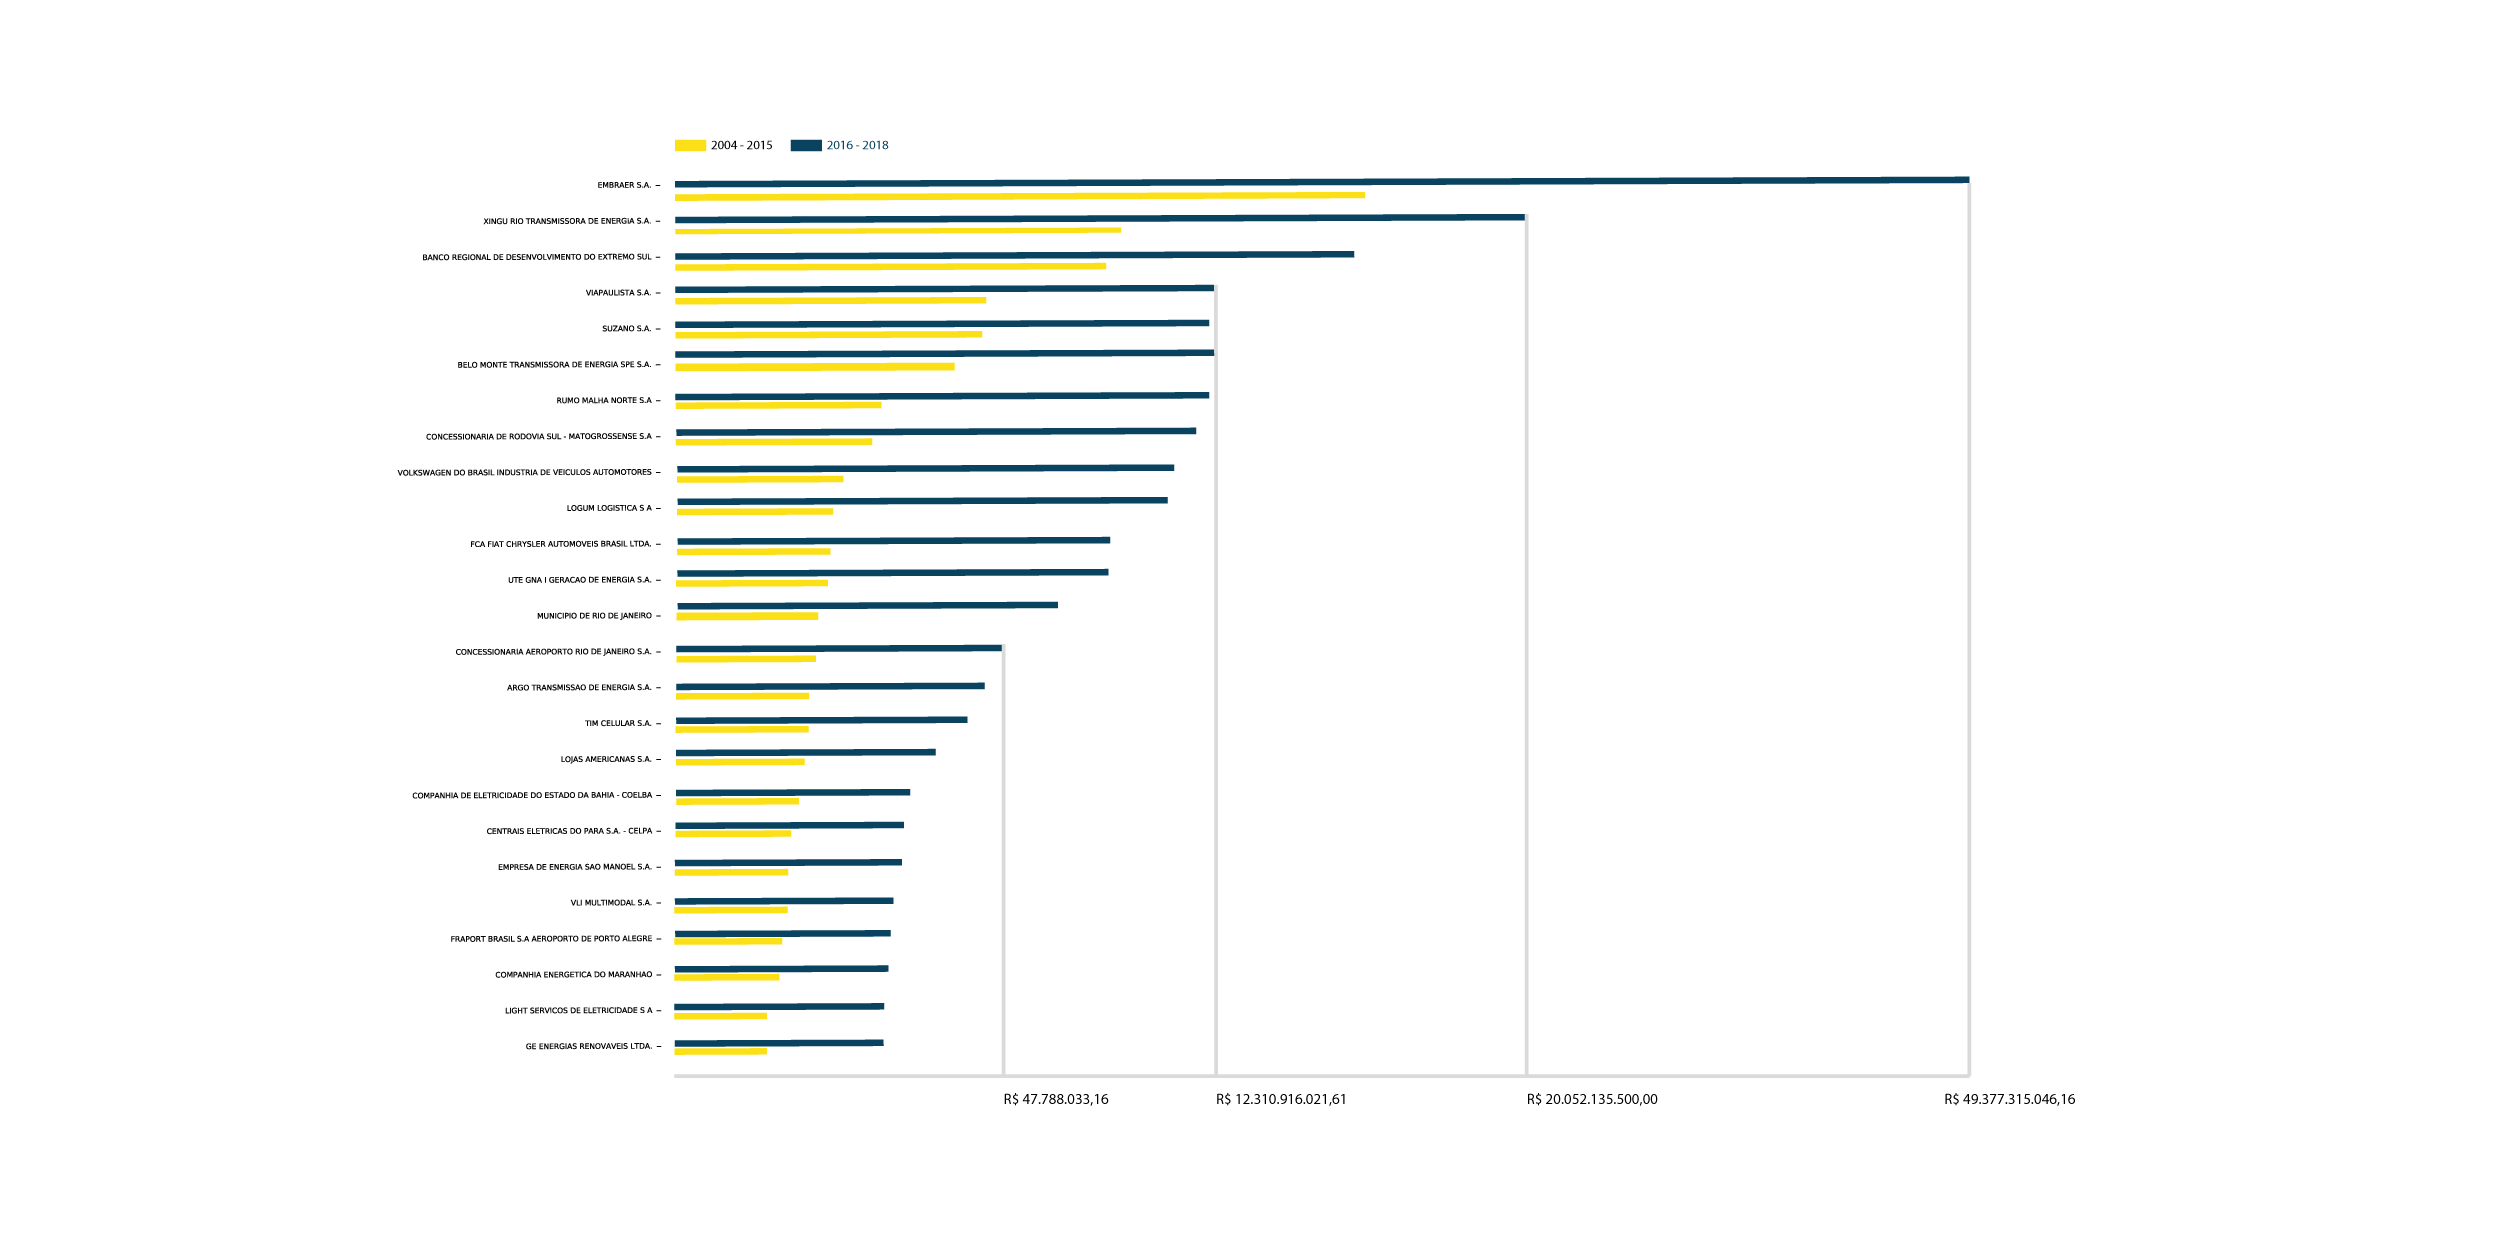 2004 - 2015 2016 - 2018
EMBRAER S.A.
XINGU RIO TRANSMISSORA DE ENERGIA S.A.
BANCO REGIONAL DE DESENVOLVIMENTO DO EXTREMO SUL
VIAPAULISTA S.A.
SUZANO S.A.
BELO MONTE TRANSMISSORA DE ENERGIA SPE S.A.
RUMO MALHA NORTE S.A
CONCESSIONARIA DE RODOVIA SUL - MATOGROSSENSE S.A
VOLKSWAGEN DO BRASIL INDUSTRIA DE VEICULOS AUTOMOTORES
LOGUM LOGISTICA S A
FCA FIAT CHRYSLER AUTOMOVEIS BRASIL LTDA.
UTE GNA I GERACAO DE ENERGIA S.A.
MUNICIPIO DE RIO DE JANEIRO
CONCESSIONARIA AEROPORTO RIO DE JANEIRO S.A.
ARGO TRANSMISSAO DE ENERGIA S.A.
TIM CELULAR S.A.
LOJAS AMERICANAS S.A.
COMPANHIA DE ELETRICIDADE DO ESTADO DA BAHIA - COELBA
CENTRAIS ELETRICAS DO PARA S.A. - CELPA
EMPRESA DE ENERGIA SAO MANOEL S.A.
VLI MULTIMODAL S.A.
FRAPORT BRASIL S.A AEROPORTO DE PORTO ALEGRE
COMPANHIA ENERGETICA DO MARANHAO
LIGHT SERVICOS DE ELETRICIDADE S A
GE ENERGIAS RENOVAVEIS LTDA.
R$ 47.788.033,16 R$ 12.310.916.021,61 R$ 20.052.135.500,00 R$ 49.377.315.046,16